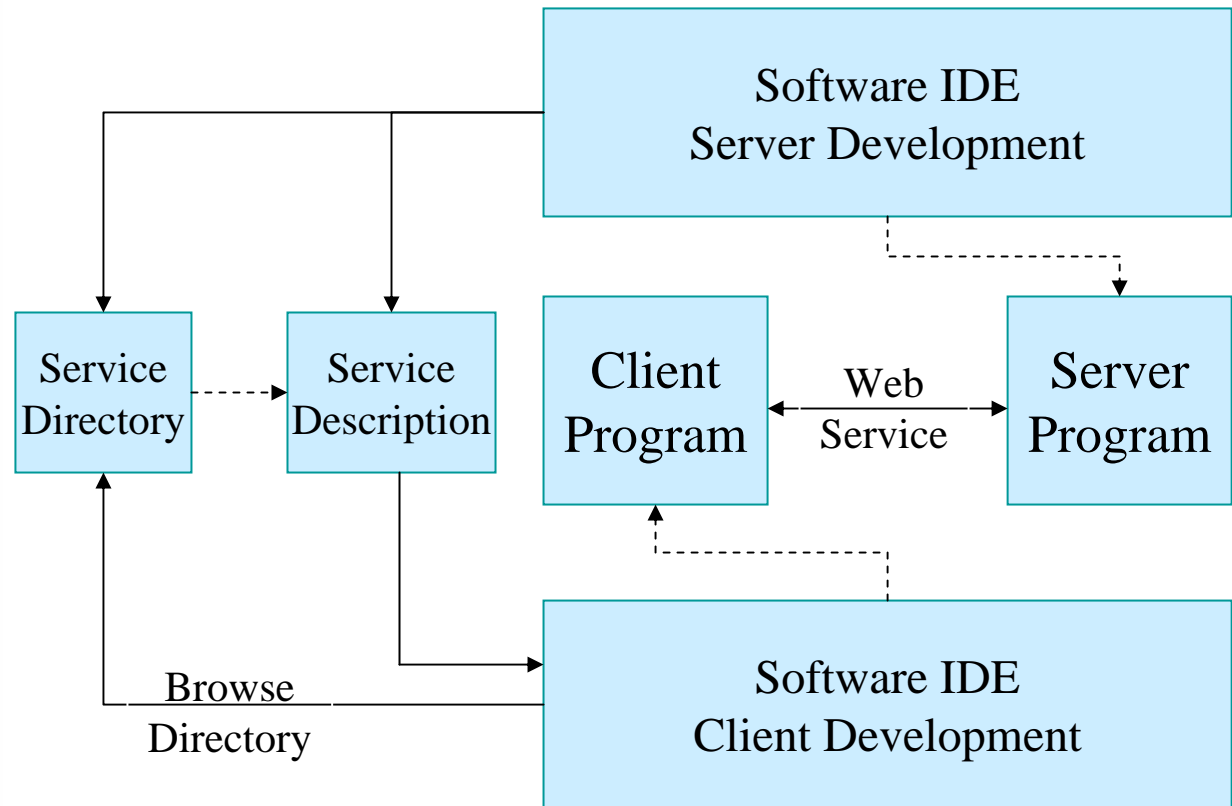 Software IDE
Server Development
Service
Directory
Service
Description
Client
Program
Web
Service
Server
Program
Browse
Directory
Software IDE
Client Development